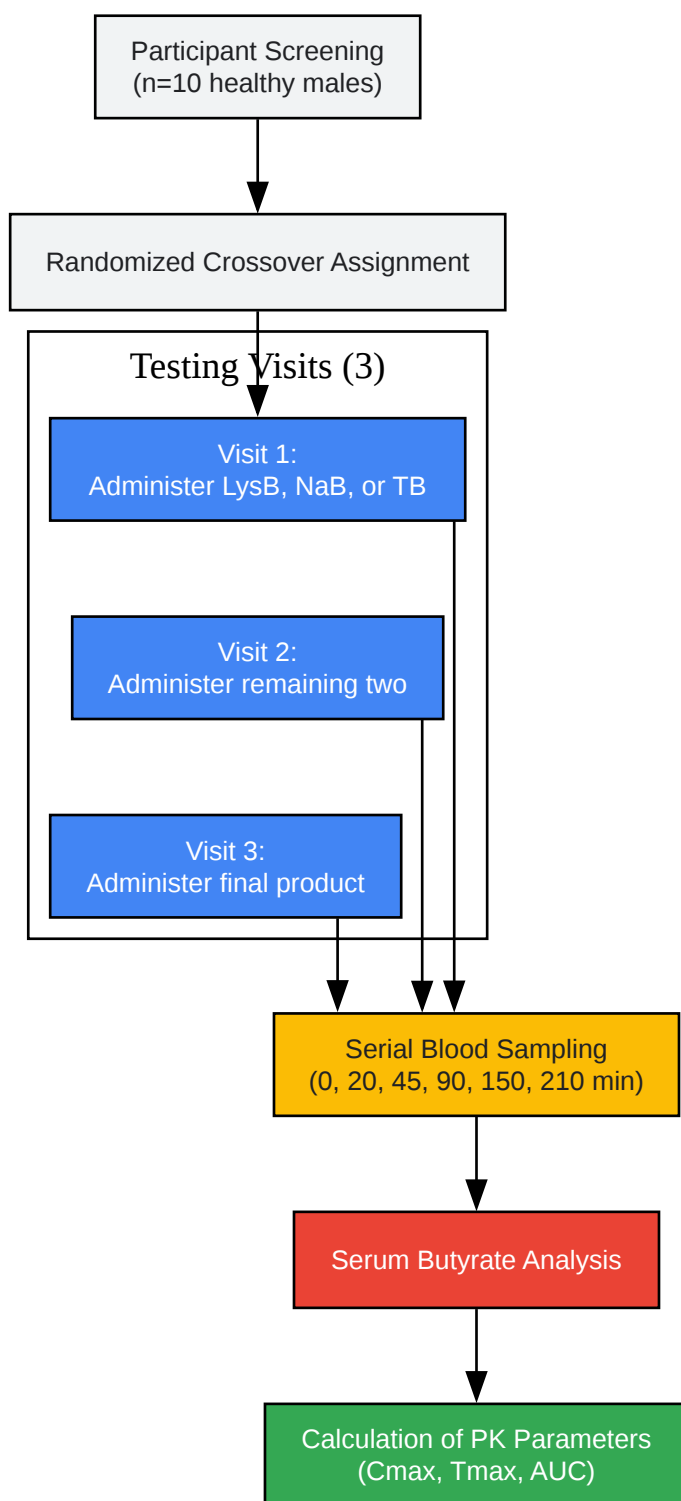 Participant Screening
(n=10 healthy males)
Randomized Crossover Assignment
Testing Visits (3)
Visit 1:
Administer LysB, NaB, or TB
Visit 2:
Administer remaining two
Visit 3:
Administer final product
Serial Blood Sampling
(0, 20, 45, 90, 150, 210 min)
Serum Butyrate Analysis
Calculation of PK Parameters
(Cmax, Tmax, AUC)